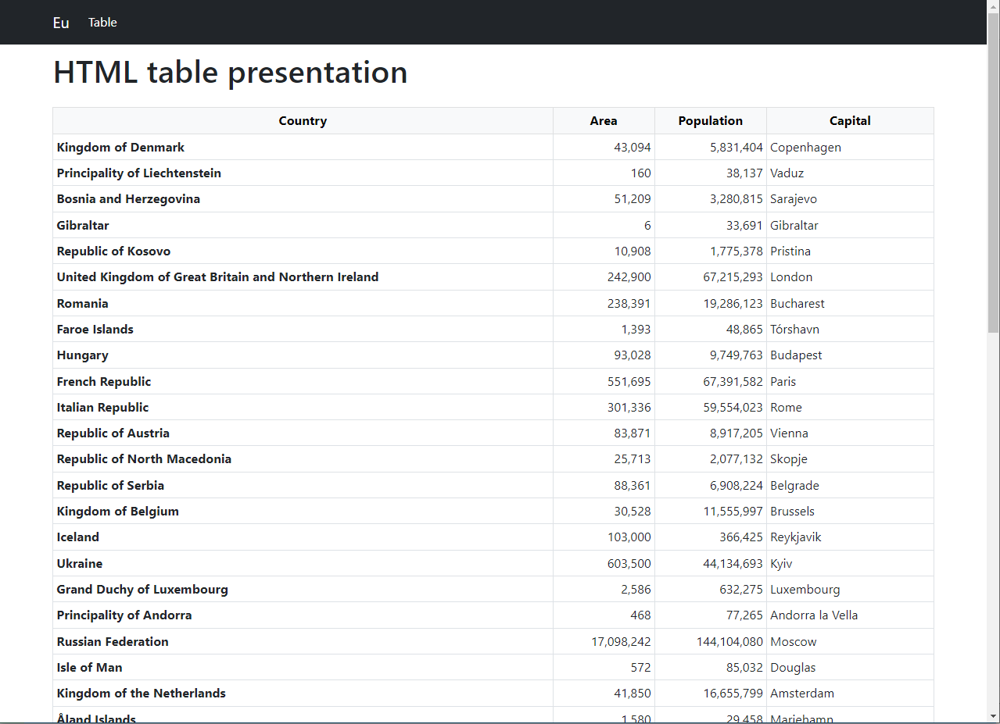 Eu Table
HTML table presentation
Country Area Population Capital
Kingdom of Denmark 43,094 5,831,404 Copenhagen
Principality of Liechtenstein 160 38,137 Vaduz
Bosnia and Herzegovina 51,209 3,280,815 Sarajevo
Gibraltar 6 33,691 Gibraltar
Republic of Kosovo 10,908 1,775,378 Pristina
United Kingdom of Great Britain and Northern Ireland 242,900 67,215,293 London
Romania 238,391 19,286,123 Bucharest
Faroe Islands 1,393 48,865 Tórshavn
Hungary 93,028 9,749,763 Budapest
French Republic 551,695 67,391,582 Paris
Italian Republic 301,336 59,554,023 Rome
Republic of Austria 83,871 8,917,205 Vienna
Republic of North Macedonia 25,713 2,077,132 Skopje
Republic of Serbia 88,361 6,908,224 Belgrade
Kingdom of Belgium 30,528 11,555,997 Brussels
Iceland 103,000 366,425 Reykjavik
Ukraine 603,500 44,134,693 Kyiv
Grand Duchy of Luxembourg 2,586 632,275 Luxembourg
Principality of Andorra 468 77,265 Andorra la Vella
Russian Federation 17,098,242 144,104,080 Moscow
Isle of Man 572 85,032 Douglas
Kingdom of the Netherlands 41,850 16,655,799 Amsterdam
Åland Islands 1,580 29,458 Mariehamn